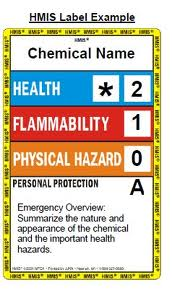 HMIS Label Example
HMIS
Chemical Name
HEALTH * 2
FLAMMABILITY 1
PHYSICAL HAZARD 0
PERSONAL PROTECTION A
Emergency Overview:
Summarize the nature and
appearance of the chemical
and the important health
hazards.